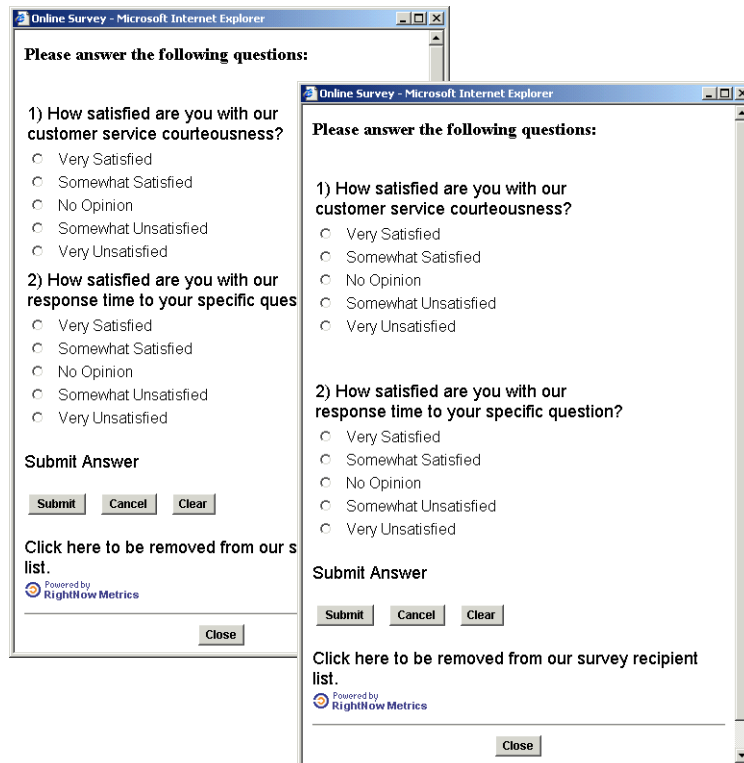 Online Survey - Microsoft Internet Explorer
Please answer the following questions:
1) How satisfied are you with our
customer service courteousness?
Very Satisfied
Somewhat Satisfied
No Opinion
Somewhat Unsatisfied
Very Unsatisfied
2) How satisfied are you with our
response time to your specific ques
Very Satisfied
Somewhat Satisfied
No Opinion
Somewhat Unsatisfied
Very Unsatisfied
Submit Answer
Submit Cancel Clear
Click here to be removed from our s
list.
Powered by
RightNow Metrics
Close
Online Survey - Microsoft Internet Explorer
Please answer the following questions:
1) How satisfied are you with our
customer service courteousness?
Very Satisfied
Somewhat Satisfied
No Opinion
Somewhat Unsatisfied
Very Unsatisfied
2) How satisfied are you with our
response time to your specific question?
Very Satisfied
Somewhat Satisfied
No Opinion
Somewhat Unsatisfied
Very Unsatisfied
Submit Answer
Submit Cancel Clear
Click here to be removed from our survey recipient
list.
Powered by
RightNow Metrics
Close